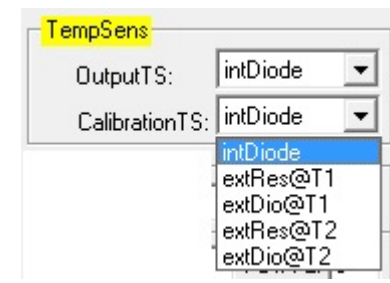 TempSens
OutputTS: intDiode
CalibrationTS: intDiode
intDiode
extRes@T1
extDio@T1
extRes@T2
extDio@T2